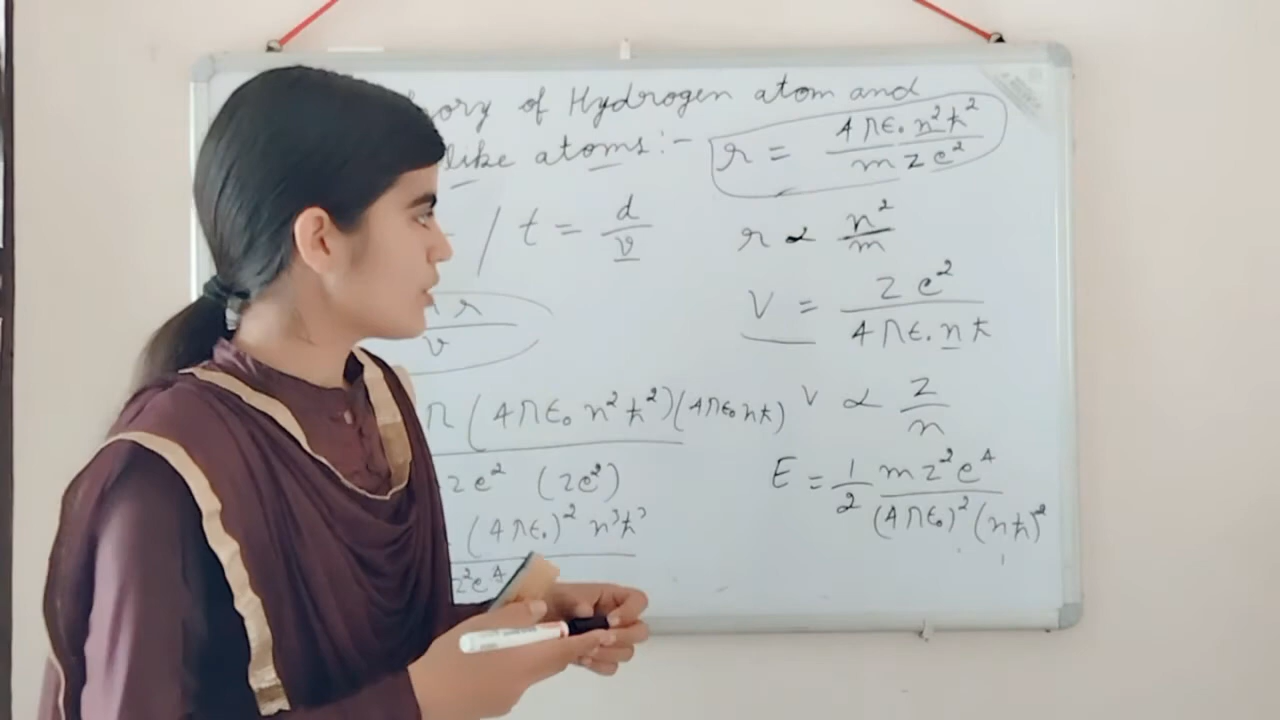 of Hydrogen atom and
like atoms :-
r = 4πε₀n²ħ² / mze²
/ t = d/v
r ∝ n²/m
V = ze² / 4πε₀nħ
r / v
π (4πε₀n²ħ²)(4πε₀nħ)
v ∝ z/n
ze² (ze²)
E = 1/2 mz²e⁴ / (4πε₀)²(nħ)²
(4πε₀)² n³ħ³
z²e⁴